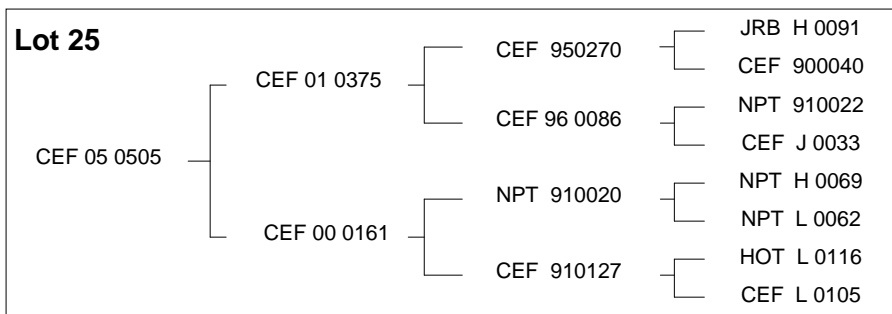 Lot 25
CEF 05 0505
CEF 01 0375
CEF 00 0161
CEF 950270
CEF 96 0086
NPT 910020
CEF 910127
JRB H 0091
CEF 900040
NPT 910022
CEF J 0033
NPT H 0069
NPT L 0062
HOT L 0116
CEF L 0105